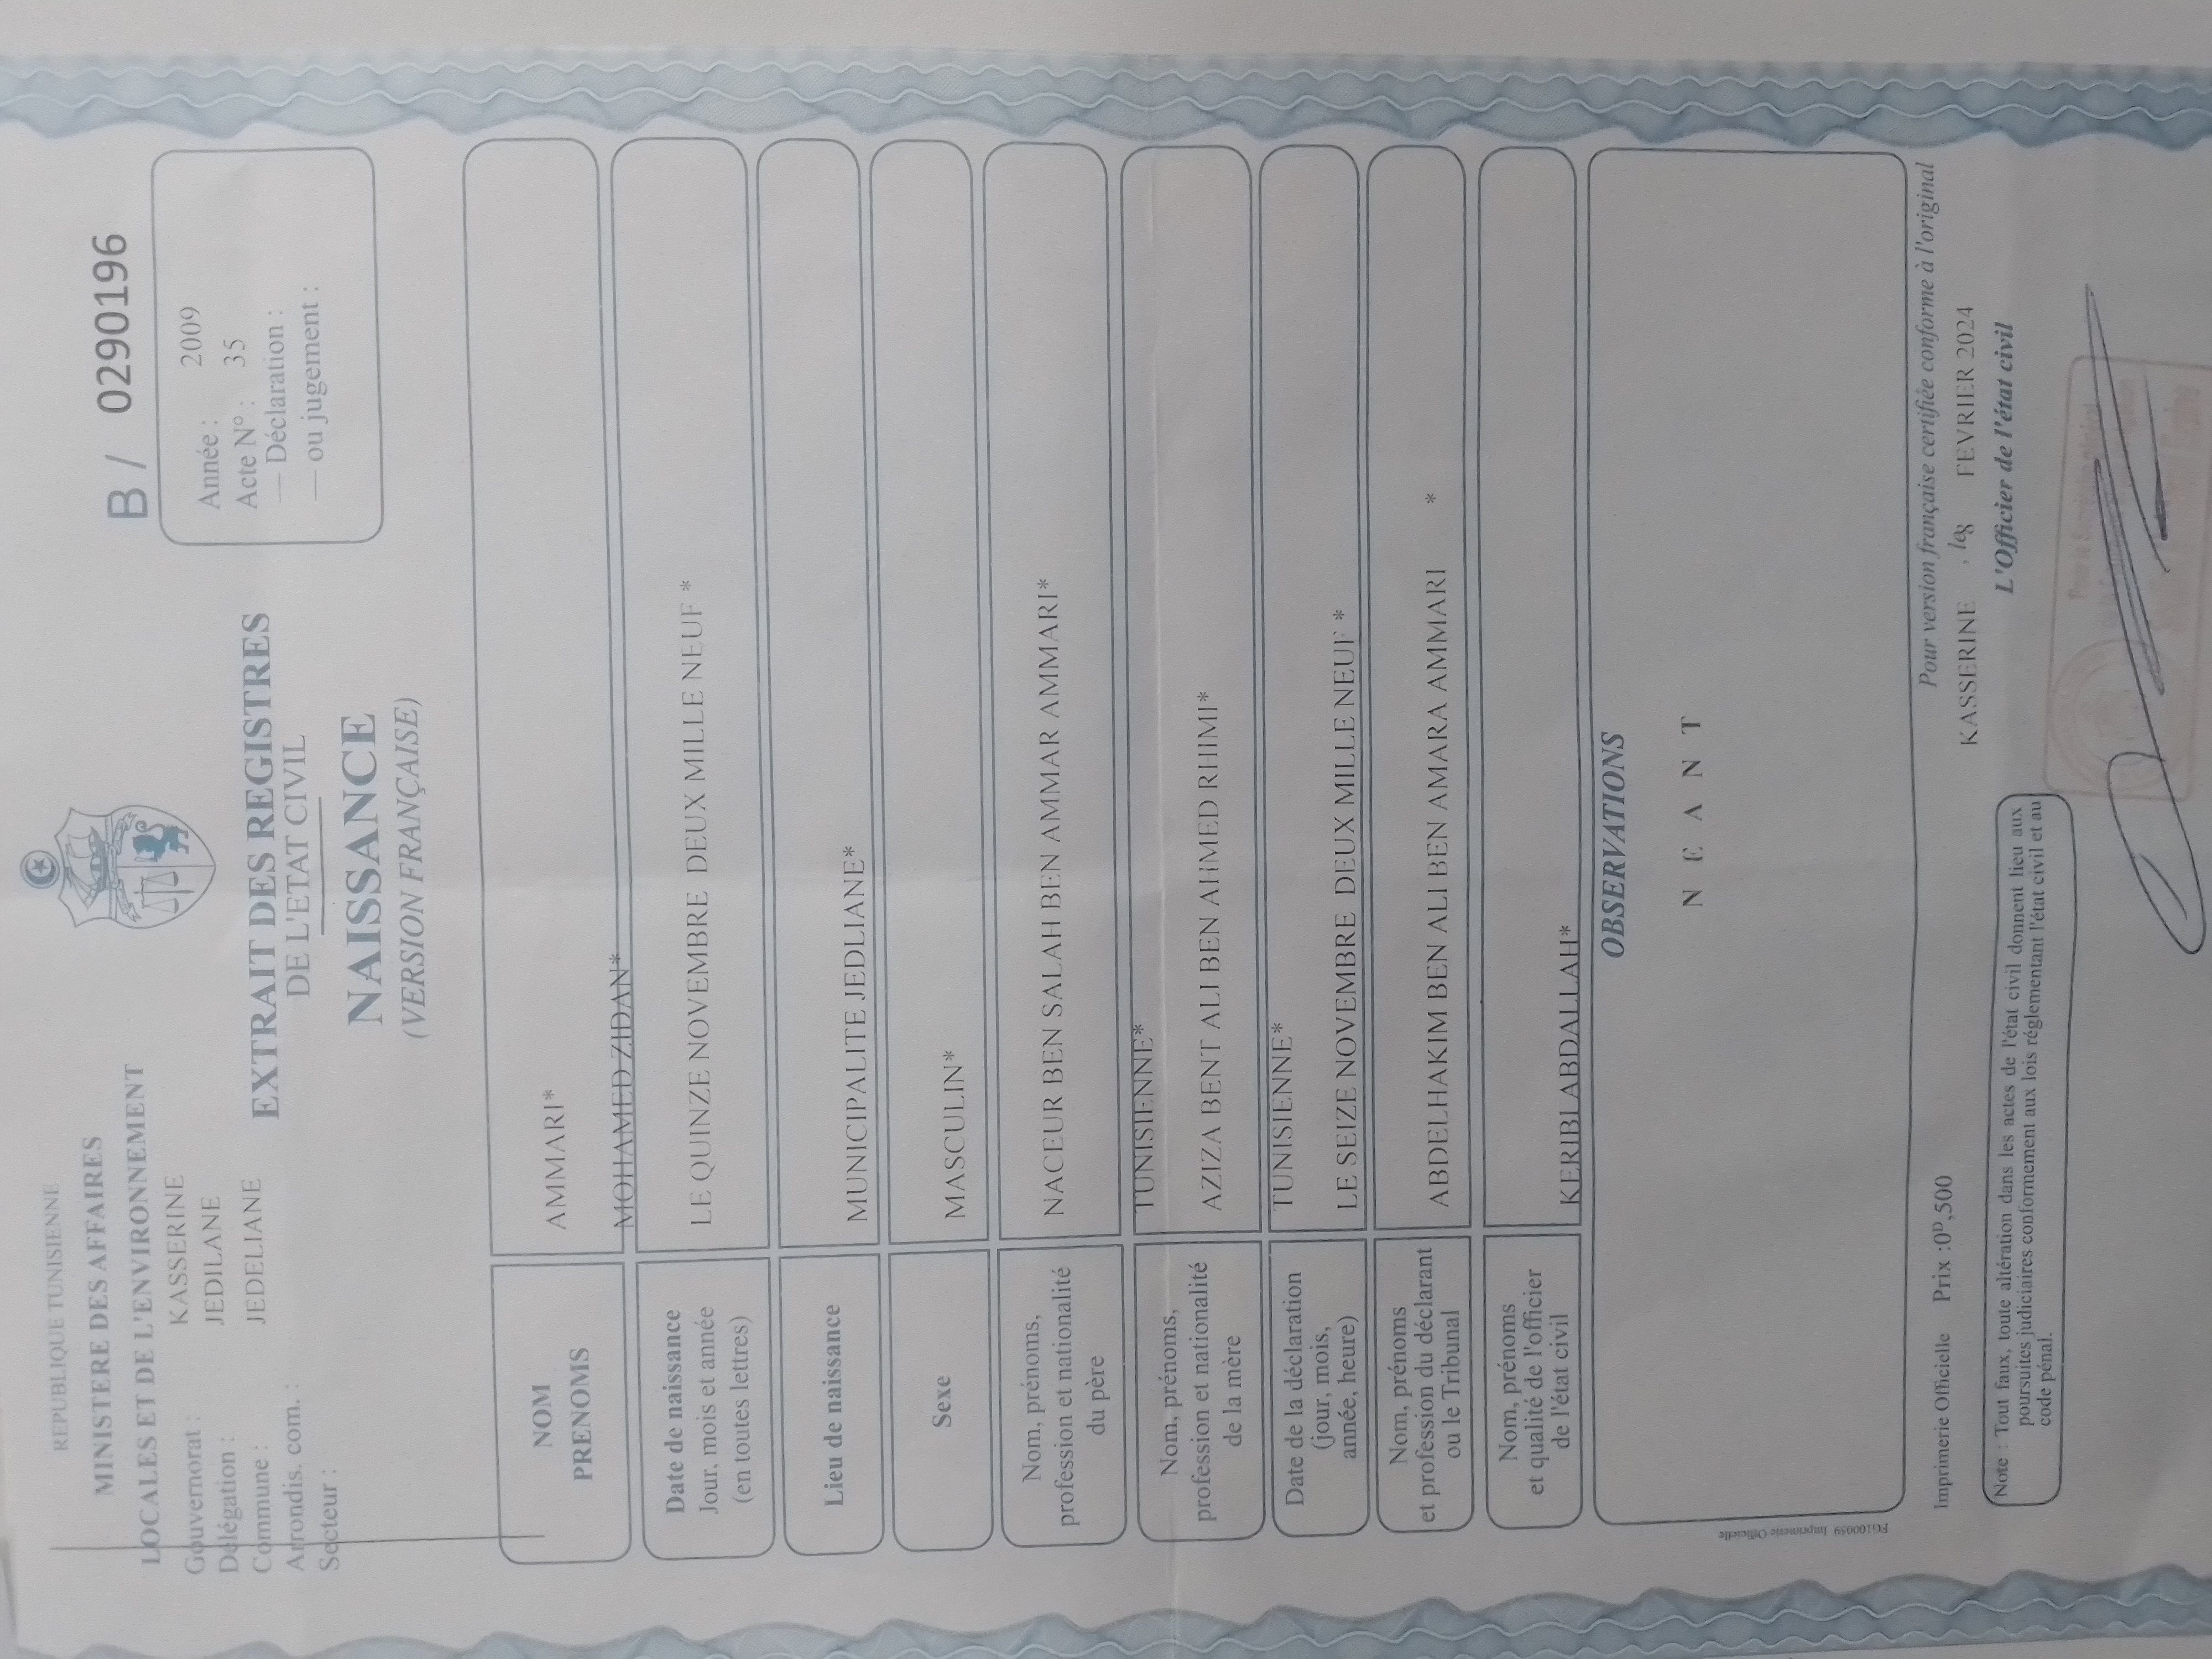 REPUBLIQUE TUNISIENNE
MINISTERE DES AFFAIRES
LOCALES ET DE L'ENVIRONNEMENT
Gouvernorat : KASSERINE
Délégation : JEDILANE
Commune : JEDELIANE
Arrondis. com. :
Secteur :
B / 0290196
Année : 2009
Acte N° : 35
— Déclaration :
— ou jugement :
EXTRAIT DES REGISTRES
DE L'ETAT CIVIL
NAISSANCE
(VERSION FRANÇAISE)
NOM AMMARI*
PRENOMS MOHAMED ZIDAN*
Date de naissance
Jour, mois et année
(en toutes lettres)
LE QUINZE NOVEMBRE DEUX MILLE NEUF *
Lieu de naissance
MUNICIPALITE JEDLIANE*
Sexe
MASCULIN*
Nom, prénoms,
profession et nationalité
du père
NACEUR BEN SALAH BEN AMMAR AMMARI*
TUNISIENNE*
Nom, prénoms,
profession et nationalité
de la mère
AZIZA BENT ALI BEN AHMED RHIMI*
TUNISIENNE*
Date de la déclaration
(jour, mois,
année, heure)
LE SEIZE NOVEMBRE DEUX MILLE NEUF *
Nom, prénoms
et profession du déclarant
ou le Tribunal
ABDELHAKIM BEN ALI BEN AMARA AMMARI *
Nom, prénoms
et qualité de l'officier
de l'état civil
KERIBI ABDALLAH*
OBSERVATIONS
N E A N T
FG100059 Imprimerie Officielle
Pour version française certifiée conforme à l'original
KASSERINE , le8 FEVRIER 2024
L'Officier de l'état civil
Imprimerie Officielle Prix :0ᴰ,500
Note : Tout faux, toute altération dans les actes de l'état civil donnent lieu aux
poursuites judiciaires conformement aux lois réglementant l'état civil et au
code pénal.